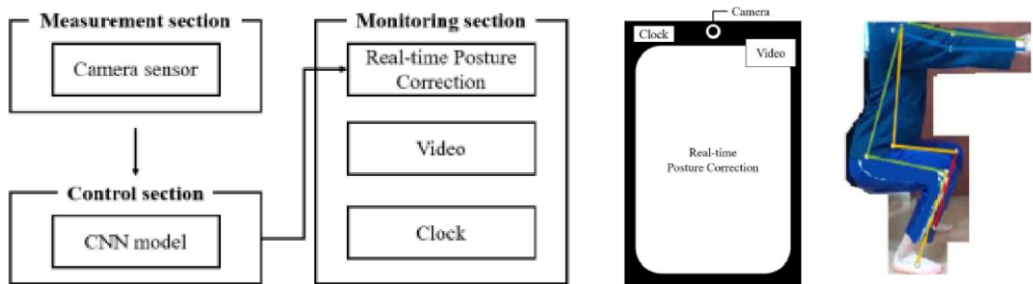 Measurement section
Camera sensor
Control section
CNN model
Monitoring section
Real-time Posture
Correction
Video
Clock
Camera
Clock
Video
Real-time
Posture Correction